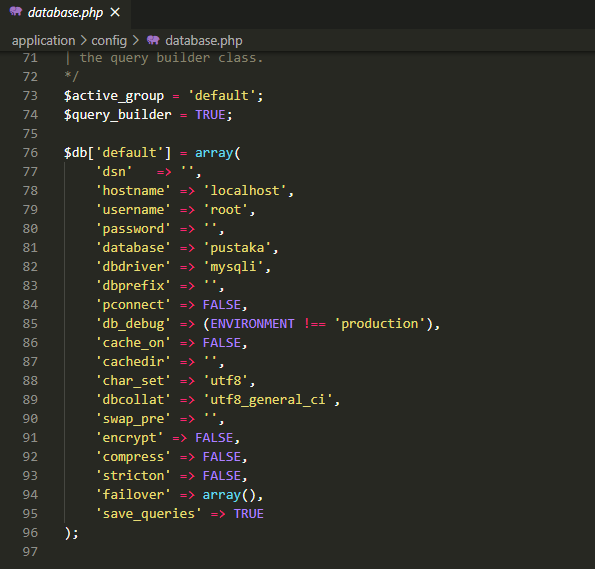 database.php ×
application > config > database.php
71 | the query builder class.
72 */
73 $active_group = 'default';
74 $query_builder = TRUE;
75
76 $db['default'] = array(
77     'dsn'   => '',
78     'hostname' => 'localhost',
79     'username' => 'root',
80     'password' => '',
81     'database' => 'pustaka',
82     'dbdriver' => 'mysqli',
83     'dbprefix' => '',
84     'pconnect' => FALSE,
85     'db_debug' => (ENVIRONMENT !== 'production'),
86     'cache_on' => FALSE,
87     'cachedir' => '',
88     'char_set' => 'utf8',
89     'dbcollat' => 'utf8_general_ci',
90     'swap_pre' => '',
91     'encrypt' => FALSE,
92     'compress' => FALSE,
93     'stricton' => FALSE,
94     'failover' => array(),
95     'save_queries' => TRUE
96 );
97